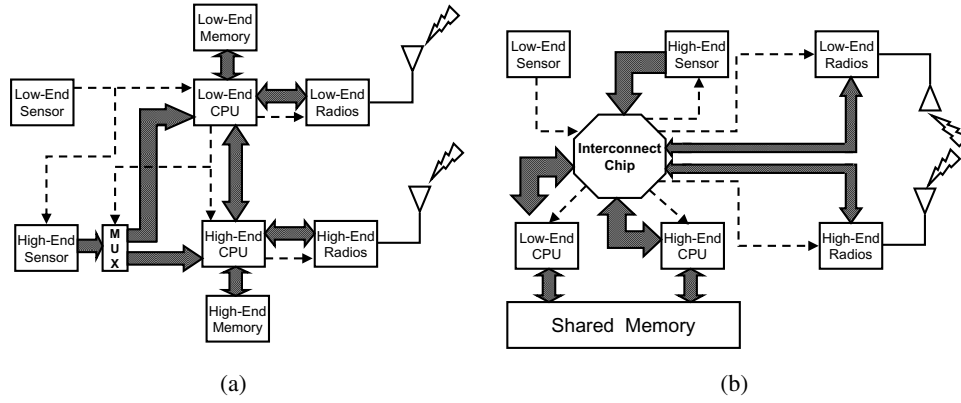 Low-End
Memory
Low-End
Sensor
Low-End
CPU
Low-End
Radios
High-End
Sensor
M
U
X
High-End
CPU
High-End
Radios
High-End
Memory
(a)
Low-End
Sensor
High-End
Sensor
Low-End
Radios
Interconnect
Chip
Low-End
CPU
High-End
CPU
High-End
Radios
Shared Memory
(b)